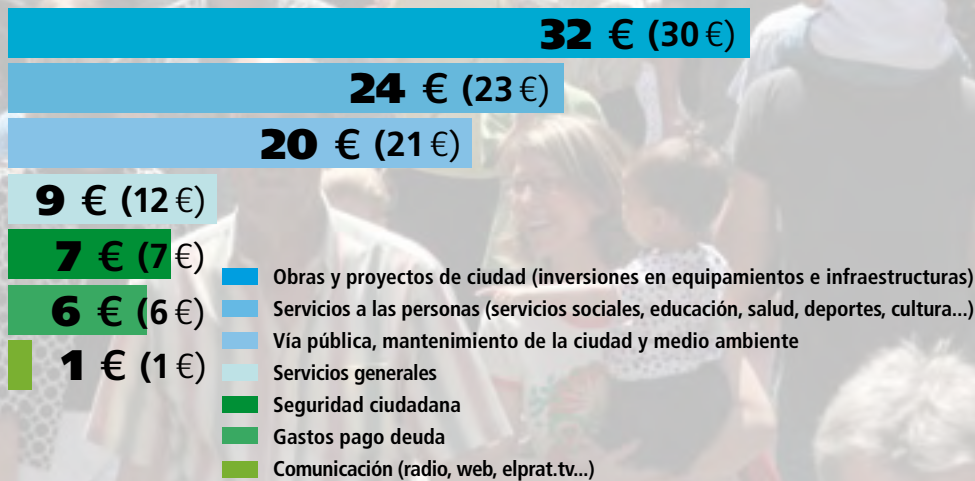 32 € (30 €)
24 € (23 €)
20 € (21 €)
9 € (12 €)
7 € (7 €)
6 € (6 €)
1 € (1 €)
Obras y proyectos de ciudad (inversiones en equipamientos e infraestructuras)
Servicios a las personas (servicios sociales, educación, salud, deportes, cultura...)
Vía pública, mantenimiento de la ciudad y medio ambiente
Servicios generales
Seguridad ciudadana
Gastos pago deuda
Comunicación (radio, web, elprat.tv...)